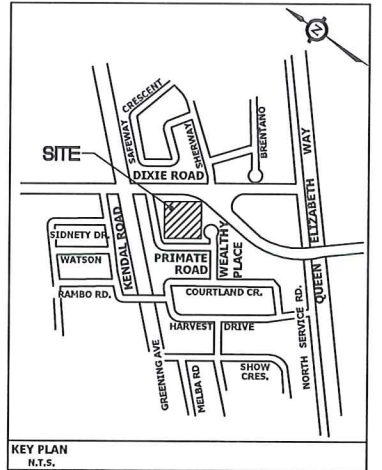 N
SAFEWAY CRESCENT
SHERWAY
BRENTANO
SITE
DIXIE ROAD
QUEEN ELIZABETH WAY
SIDNETY DR.
KENDAL ROAD
WATSON
PRIMATE ROAD
WEALTHY PLACE
RAMBO RD.
COURTLAND CR.
HARVEST DRIVE
NORTH SERVICE RD.
GREENING AVE
MELBA RD
SHOW CRES.
KEY PLAN
N.T.S.